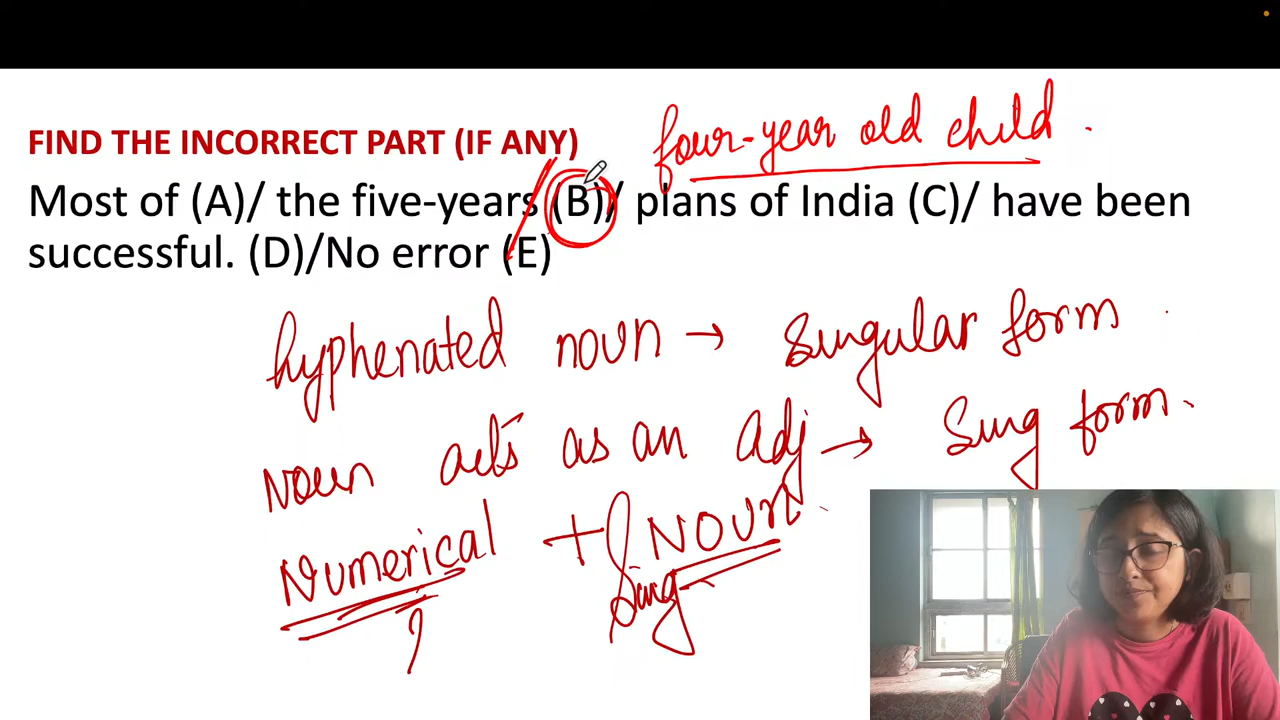 four-year old child.
FIND THE INCORRECT PART (IF ANY)
Most of (A)/ the five-years (B)/ plans of India (C)/ have been
successful. (D)/No error (E)
hyphenated noun → Singular form.
noun acts as an Adj → Sing form.
Numerical + NOUN.
Sing